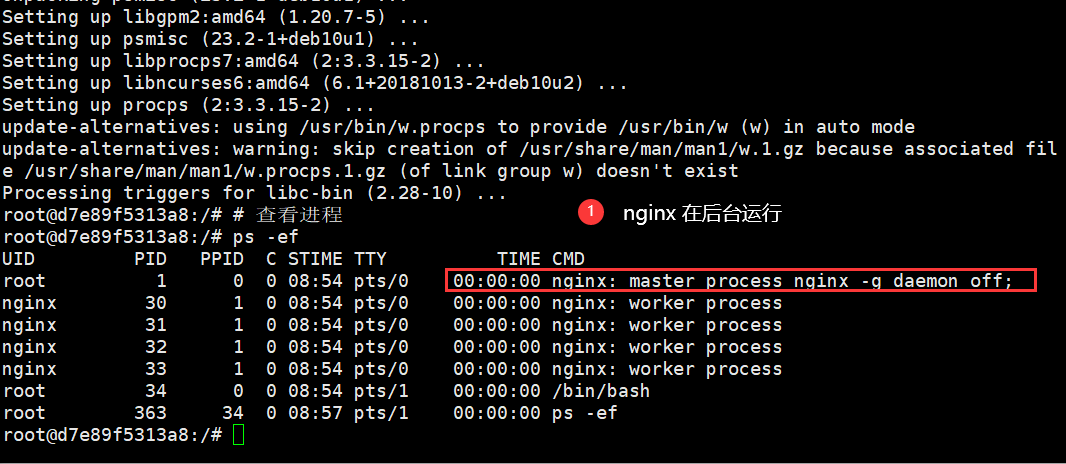 Setting up libgpm2:amd64 (1.20.7-5) ...
Setting up psmisc (23.2-1+deb10u1) ...
Setting up libprocps7:amd64 (2:3.3.15-2) ...
Setting up libncurses6:amd64 (6.1+20181013-2+deb10u2) ...
Setting up procps (2:3.3.15-2) ...
update-alternatives: using /usr/bin/w.procps to provide /usr/bin/w (w) in auto mode
update-alternatives: warning: skip creation of /usr/share/man/man1/w.1.gz because associated fil
e /usr/share/man/man1/w.procps.1.gz (of link group w) doesn't exist
Processing triggers for libc-bin (2.28-10) ...
root@d7e89f5313a8:/# # 查看进程
1 nginx 在后台运行
root@d7e89f5313a8:/# ps -ef
UID PID PPID C STIME TTY TIME CMD
root 1 0 0 08:54 pts/0 00:00:00 nginx: master process nginx -g daemon off;
nginx 30 1 0 08:54 pts/0 00:00:00 nginx: worker process
nginx 31 1 0 08:54 pts/0 00:00:00 nginx: worker process
nginx 32 1 0 08:54 pts/0 00:00:00 nginx: worker process
nginx 33 1 0 08:54 pts/0 00:00:00 nginx: worker process
root 34 0 0 08:54 pts/1 00:00:00 /bin/bash
root 363 34 0 08:57 pts/1 00:00:00 ps -ef
root@d7e89f5313a8:/#